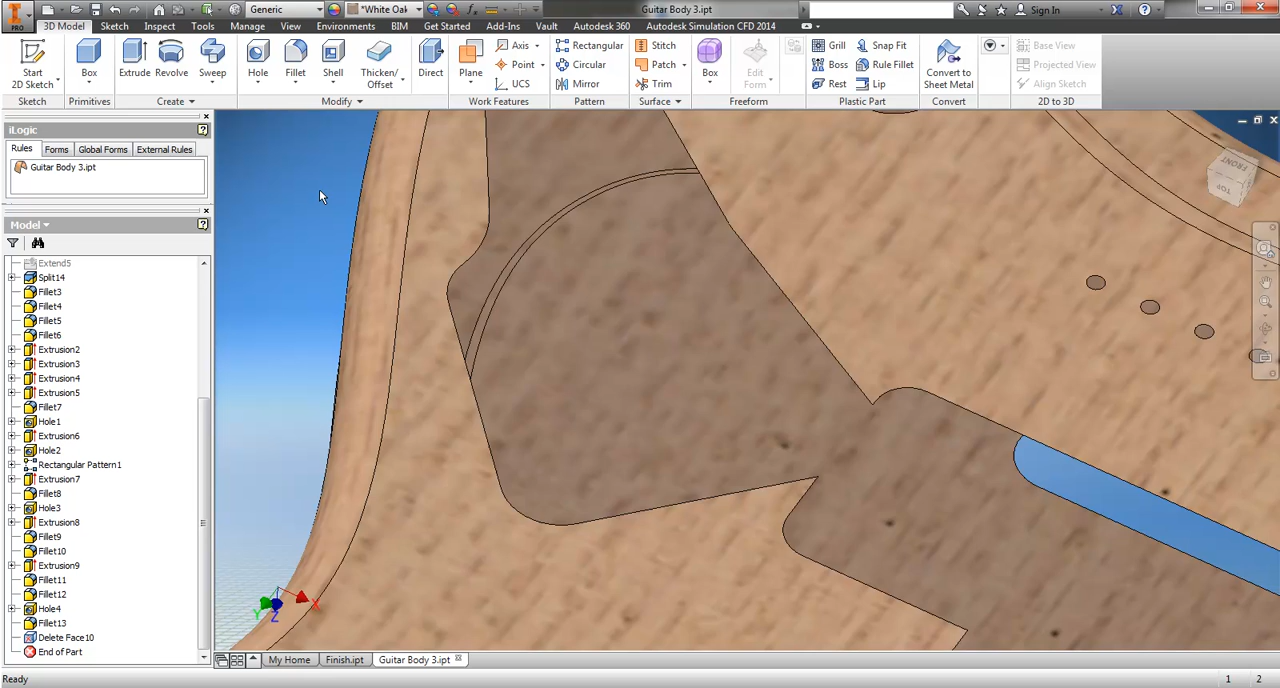 PRO
Generic
*White Oak
Guitar Body 3.ipt
Sign In
3D Model Sketch Inspect Tools Manage View Environments BIM Get Started Add-Ins Vault Autodesk 360 Autodesk Simulation CFD 2014
Start 2D Sketch
Box
Extrude
Revolve
Sweep
Hole
Fillet
Shell
Thicken/ Offset
Direct
Plane
Axis
Point
UCS
Rectangular
Circular
Mirror
Stitch
Patch
Trim
Box
Edit Form
Grill
Boss
Rest
Snap Fit
Rule Fillet
Lip
Convert to Sheet Metal
Base View
Projected View
Align Sketch
Sketch Primitives Create Modify Work Features Pattern Surface Freeform Plastic Part Convert 2D to 3D
iLogic
Rules Forms Global Forms External Rules
Guitar Body 3.ipt
Model
Extend5
Split14
Fillet3
Fillet4
Fillet5
Fillet6
Extrusion2
Extrusion3
Extrusion4
Extrusion5
Fillet7
Hole1
Extrusion6
Hole2
Rectangular Pattern1
Extrusion7
Fillet8
Hole3
Extrusion8
Fillet9
Fillet10
Extrusion9
Fillet11
Fillet12
Hole4
Fillet13
Delete Face10
End of Part
FRONT
TOP
X
Y
Z
My Home Finish.ipt Guitar Body 3.ipt
Ready 1 2